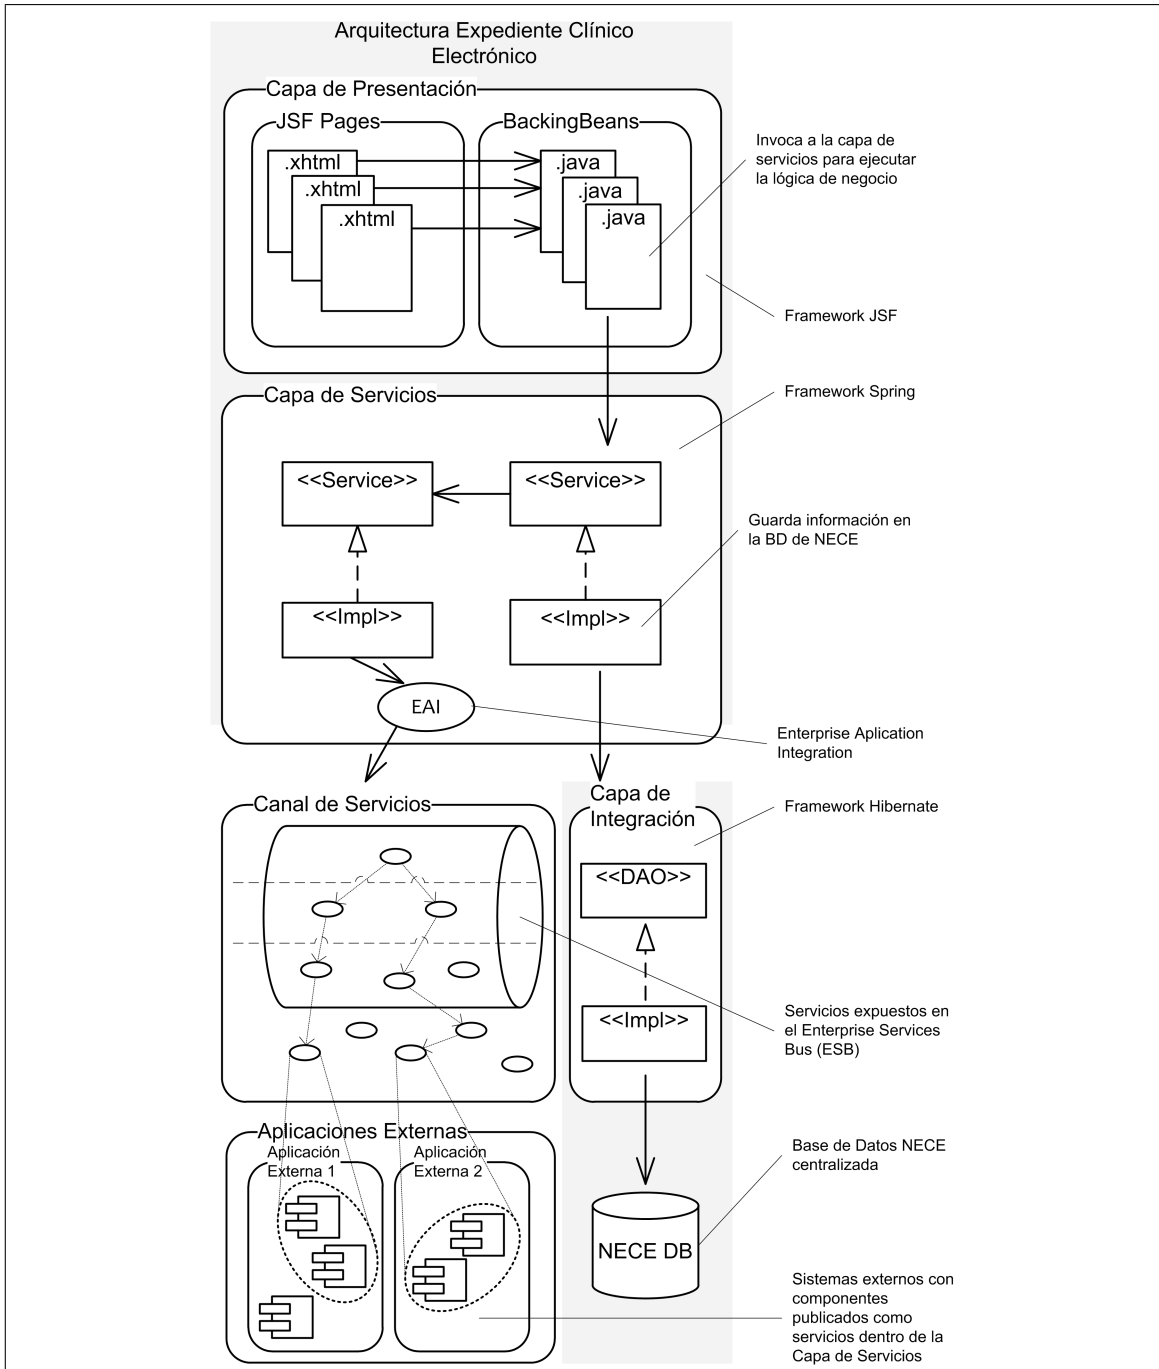 Arquitectura Expediente Clínico
Electrónico
Capa de Presentación
JSF Pages
BackingBeans
.xhtml
.xhtml
.xhtml
.java
.java
.java
Invoca a la capa de
servicios para ejecutar
la lógica de negocio
Framework JSF
Capa de Servicios
Framework Spring
<<Service>>
<<Service>>
Guarda información en
la BD de NECE
<<Impl>>
<<Impl>>
EAI
Enterprise Aplication
Integration
Canal de Servicios
Capa de
Integración
Framework Hibernate
<<DAO>>
<<Impl>>
Servicios expuestos en
el Enterprise Services
Bus (ESB)
Aplicaciones Externas
Aplicación
Externa 1
Aplicación
Externa 2
Base de Datos NECE
centralizada
NECE DB
Sistemas externos con
componentes
publicados como
servicios dentro de la
Capa de Servicios